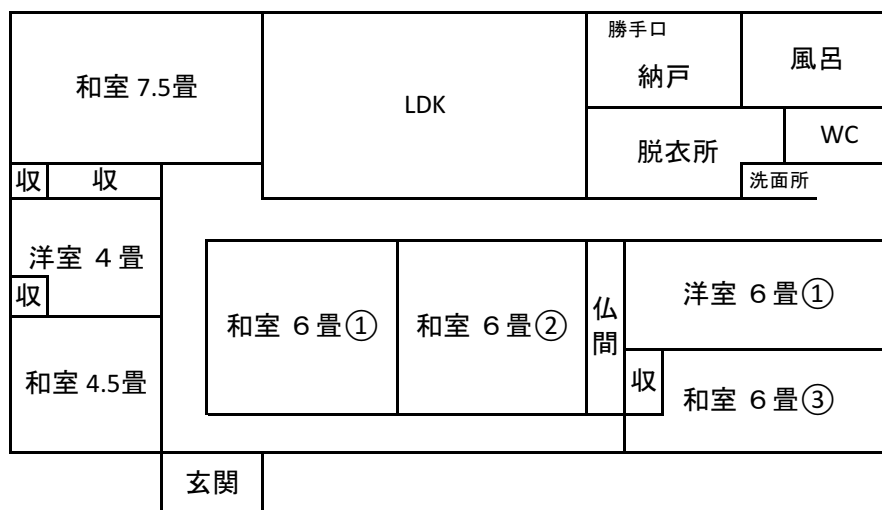 和室 7.5畳
LDK
勝手口
納戸
風呂
脱衣所
WC
洗面所
収
収
洋室 ４畳
収
和室 4.5畳
和室 ６畳①
和室 ６畳②
仏間
洋室 ６畳①
収
和室 ６畳③
玄関